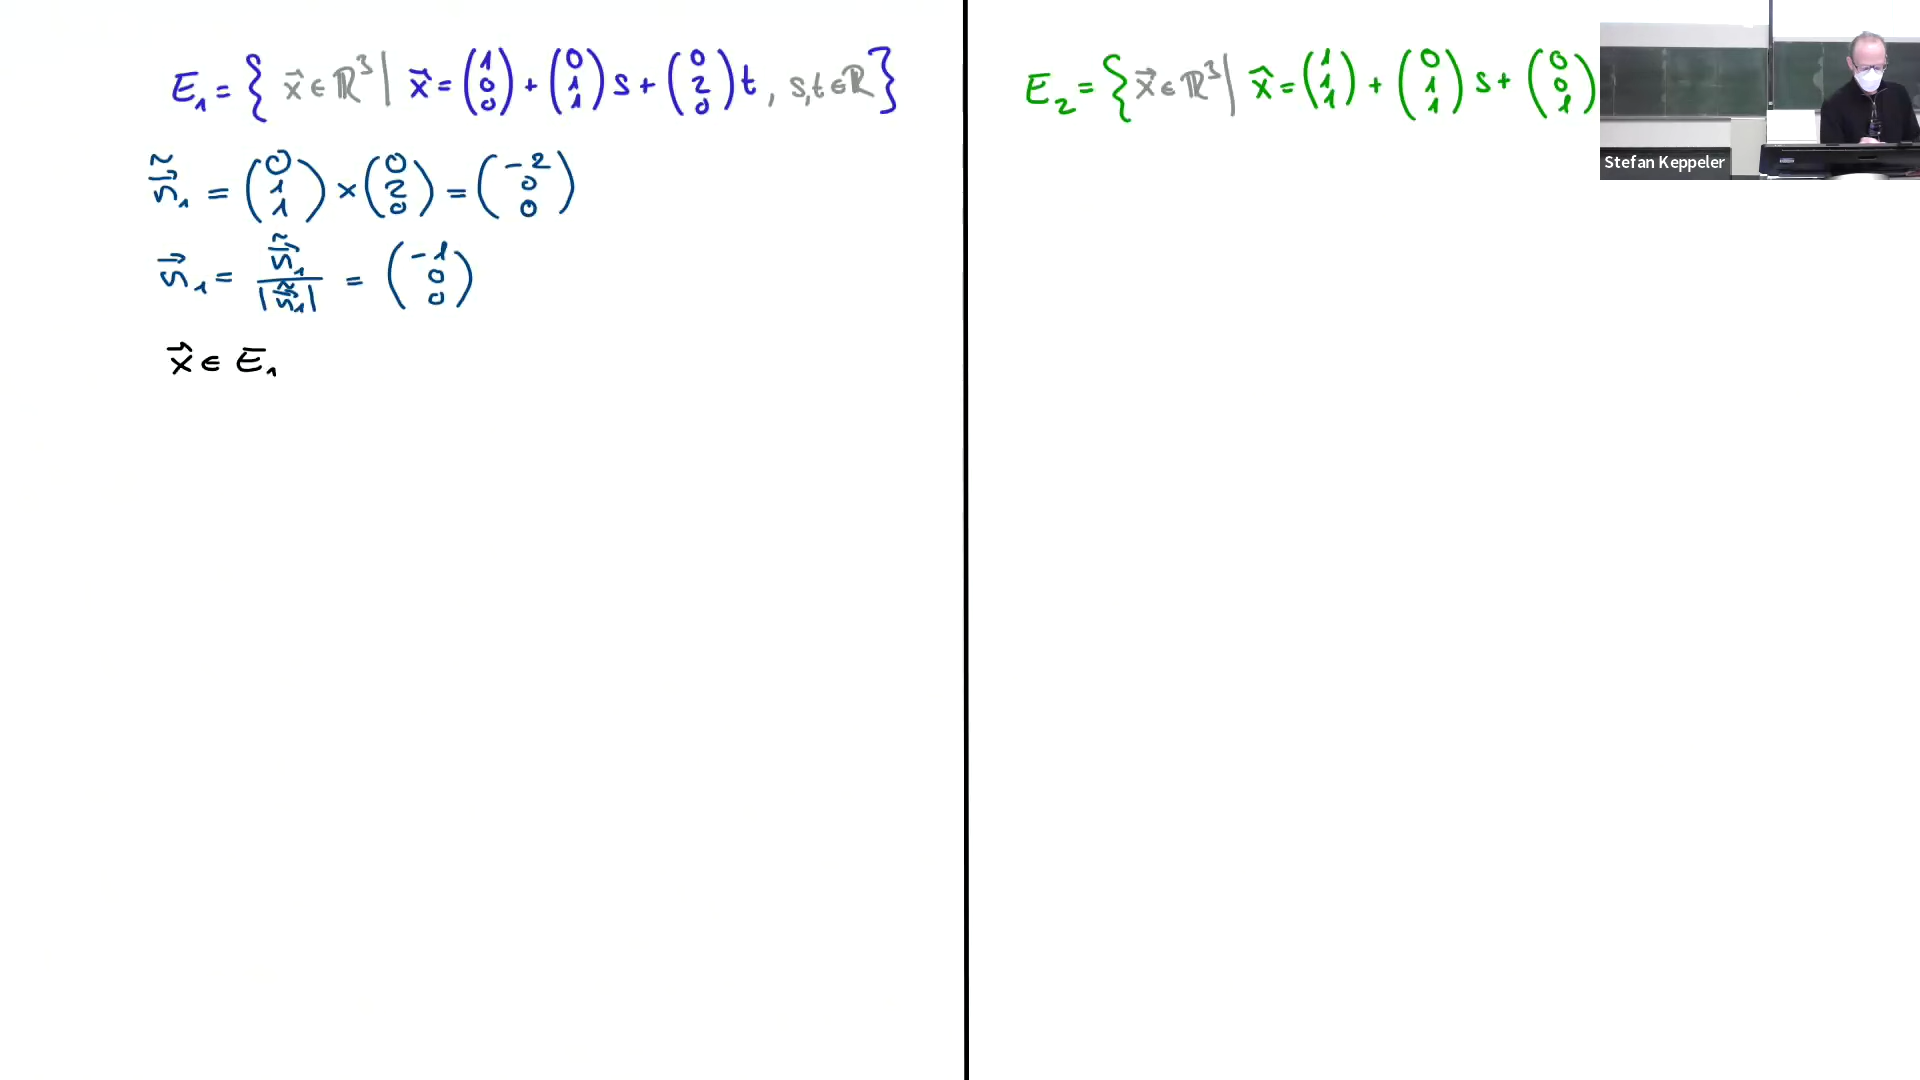 E₁ = { x⃗ ∈ ℝ³ | x⃗ = (1 0 0) + (0 1 1) s + (0 2 0) t , s,t ∈ ℝ }
ñ⃗₁ = (0 1 1) × (0 2 0) = (-2 0 0)
n⃗₁ = ñ⃗₁ / |ñ⃗₁| = (-1 0 0)
x⃗ ∈ E₁
E₂ = { x⃗ ∈ ℝ³ | x⃗ = (1 1 1) + (0 1 1) s + (0 0 1)
Stefan Keppeler